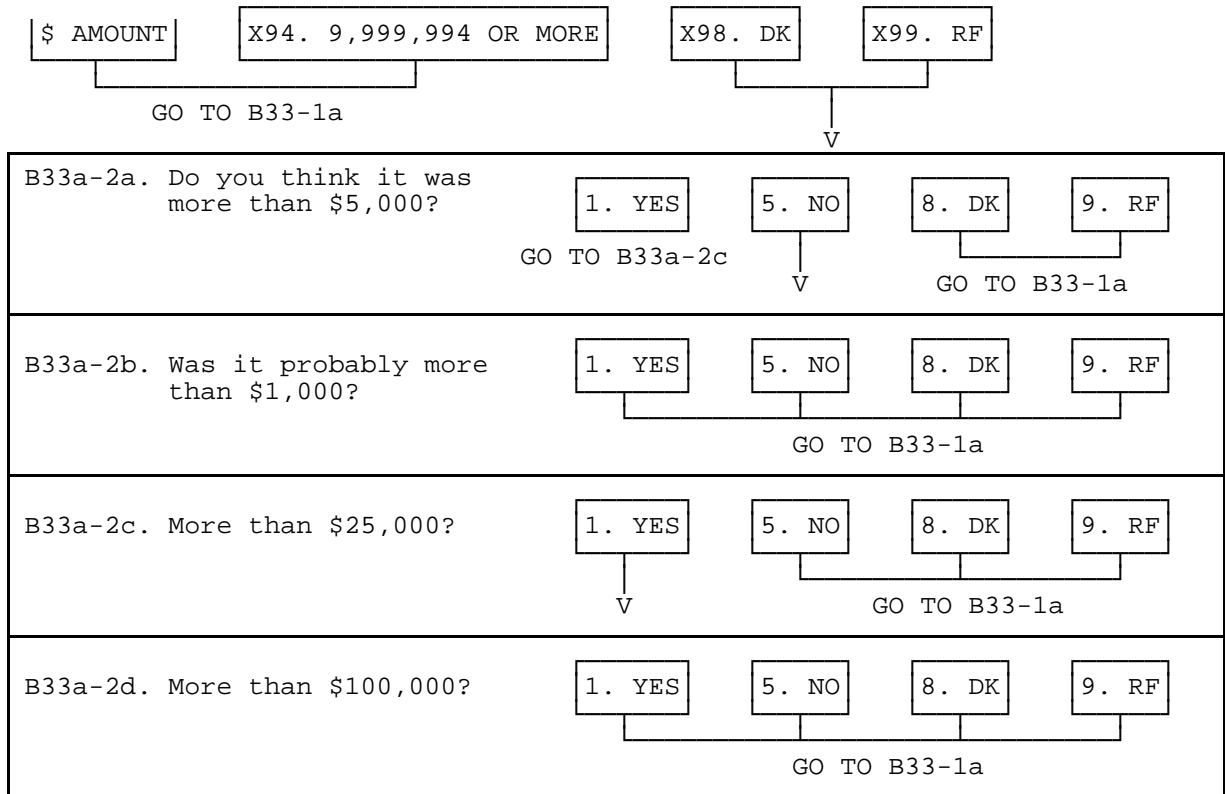 $ AMOUNT X94. 9,999,994 OR MORE X98. DK X99. RF
GO TO B33-1a
V
B33a-2a. Do you think it was
more than $5,000? 1. YES 5. NO 8. DK 9. RF
GO TO B33a-2c
V GO TO B33-1a
B33a-2b. Was it probably more 1. YES 5. NO 8. DK 9. RF
than $1,000?
GO TO B33-1a
B33a-2c. More than $25,000? 1. YES 5. NO 8. DK 9. RF
V GO TO B33-1a
B33a-2d. More than $100,000? 1. YES 5. NO 8. DK 9. RF
GO TO B33-1a